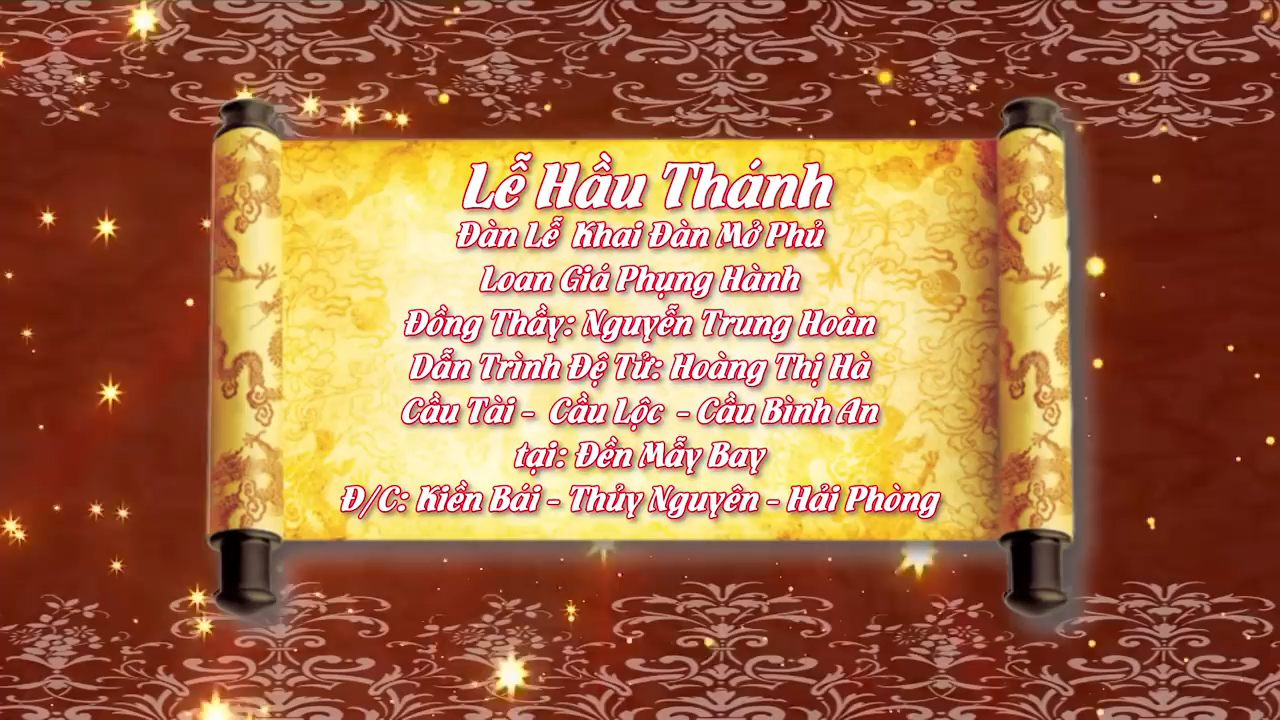 Lễ Hầu Thánh
Đàn Lễ Khai Đàn Mở Phủ
Loan Giá Phụng Hành
Đồng Thầy: Nguyễn Trung Hoàn
Dẫn Trình Đệ Tử: Hoàng Thị Hà
Cầu Tài - Cầu Lộc - Cầu Bình An
tại: Đền Mẫy Bay
Đ/C: Kiền Bái - Thủy Nguyên - Hải Phòng